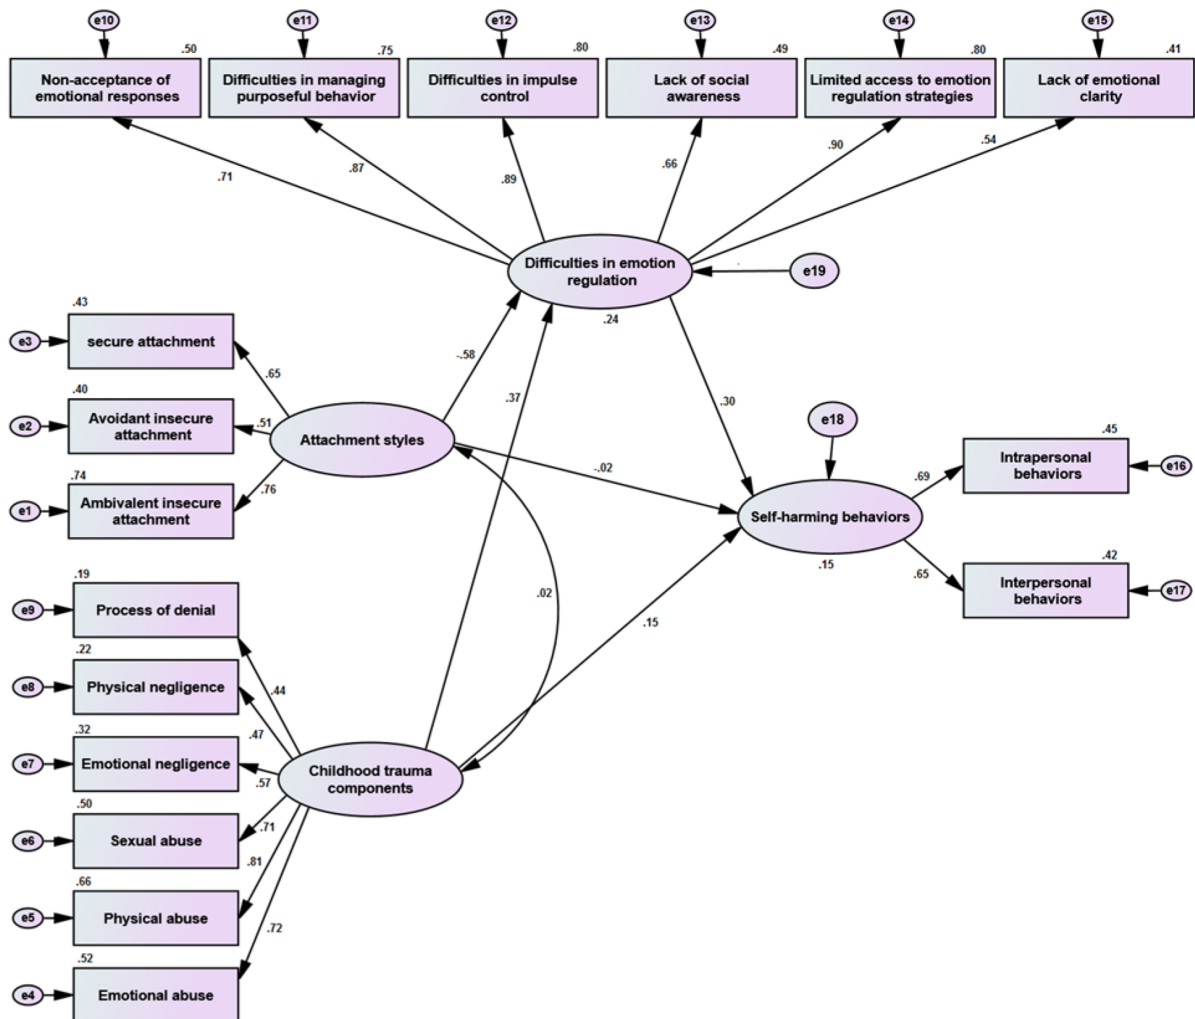 e10
e11
e12
e13
e14
e15
.50
.75
.80
.49
.80
.41
Non-acceptance of
emotional responses
Difficulties in managing
purposeful behavior
Difficulties in impulse
control
Lack of social
awareness
Limited access to emotion
regulation strategies
Lack of emotional
clarity
.71
.87
.89
.66
.90
.54
Difficulties in emotion
regulation
e19
.24
.43
e3
secure attachment
.65
.40
e2
Avoidant insecure
attachment
.51
.74
e1
Ambivalent insecure
attachment
.76
Attachment styles
-.58
.37
.30
-.02
e18
Self-harming behaviors
.15
.69
.65
.45
Intrapersonal
behaviors
e16
.42
Interpersonal
behaviors
e17
.02
.15
.19
e9
Process of denial
.44
.22
e8
Physical negligence
.47
.32
e7
Emotional negligence
.57
Childhood trauma
components
.50
e6
Sexual abuse
.71
.66
e5
Physical abuse
.81
.52
e4
Emotional abuse
.72